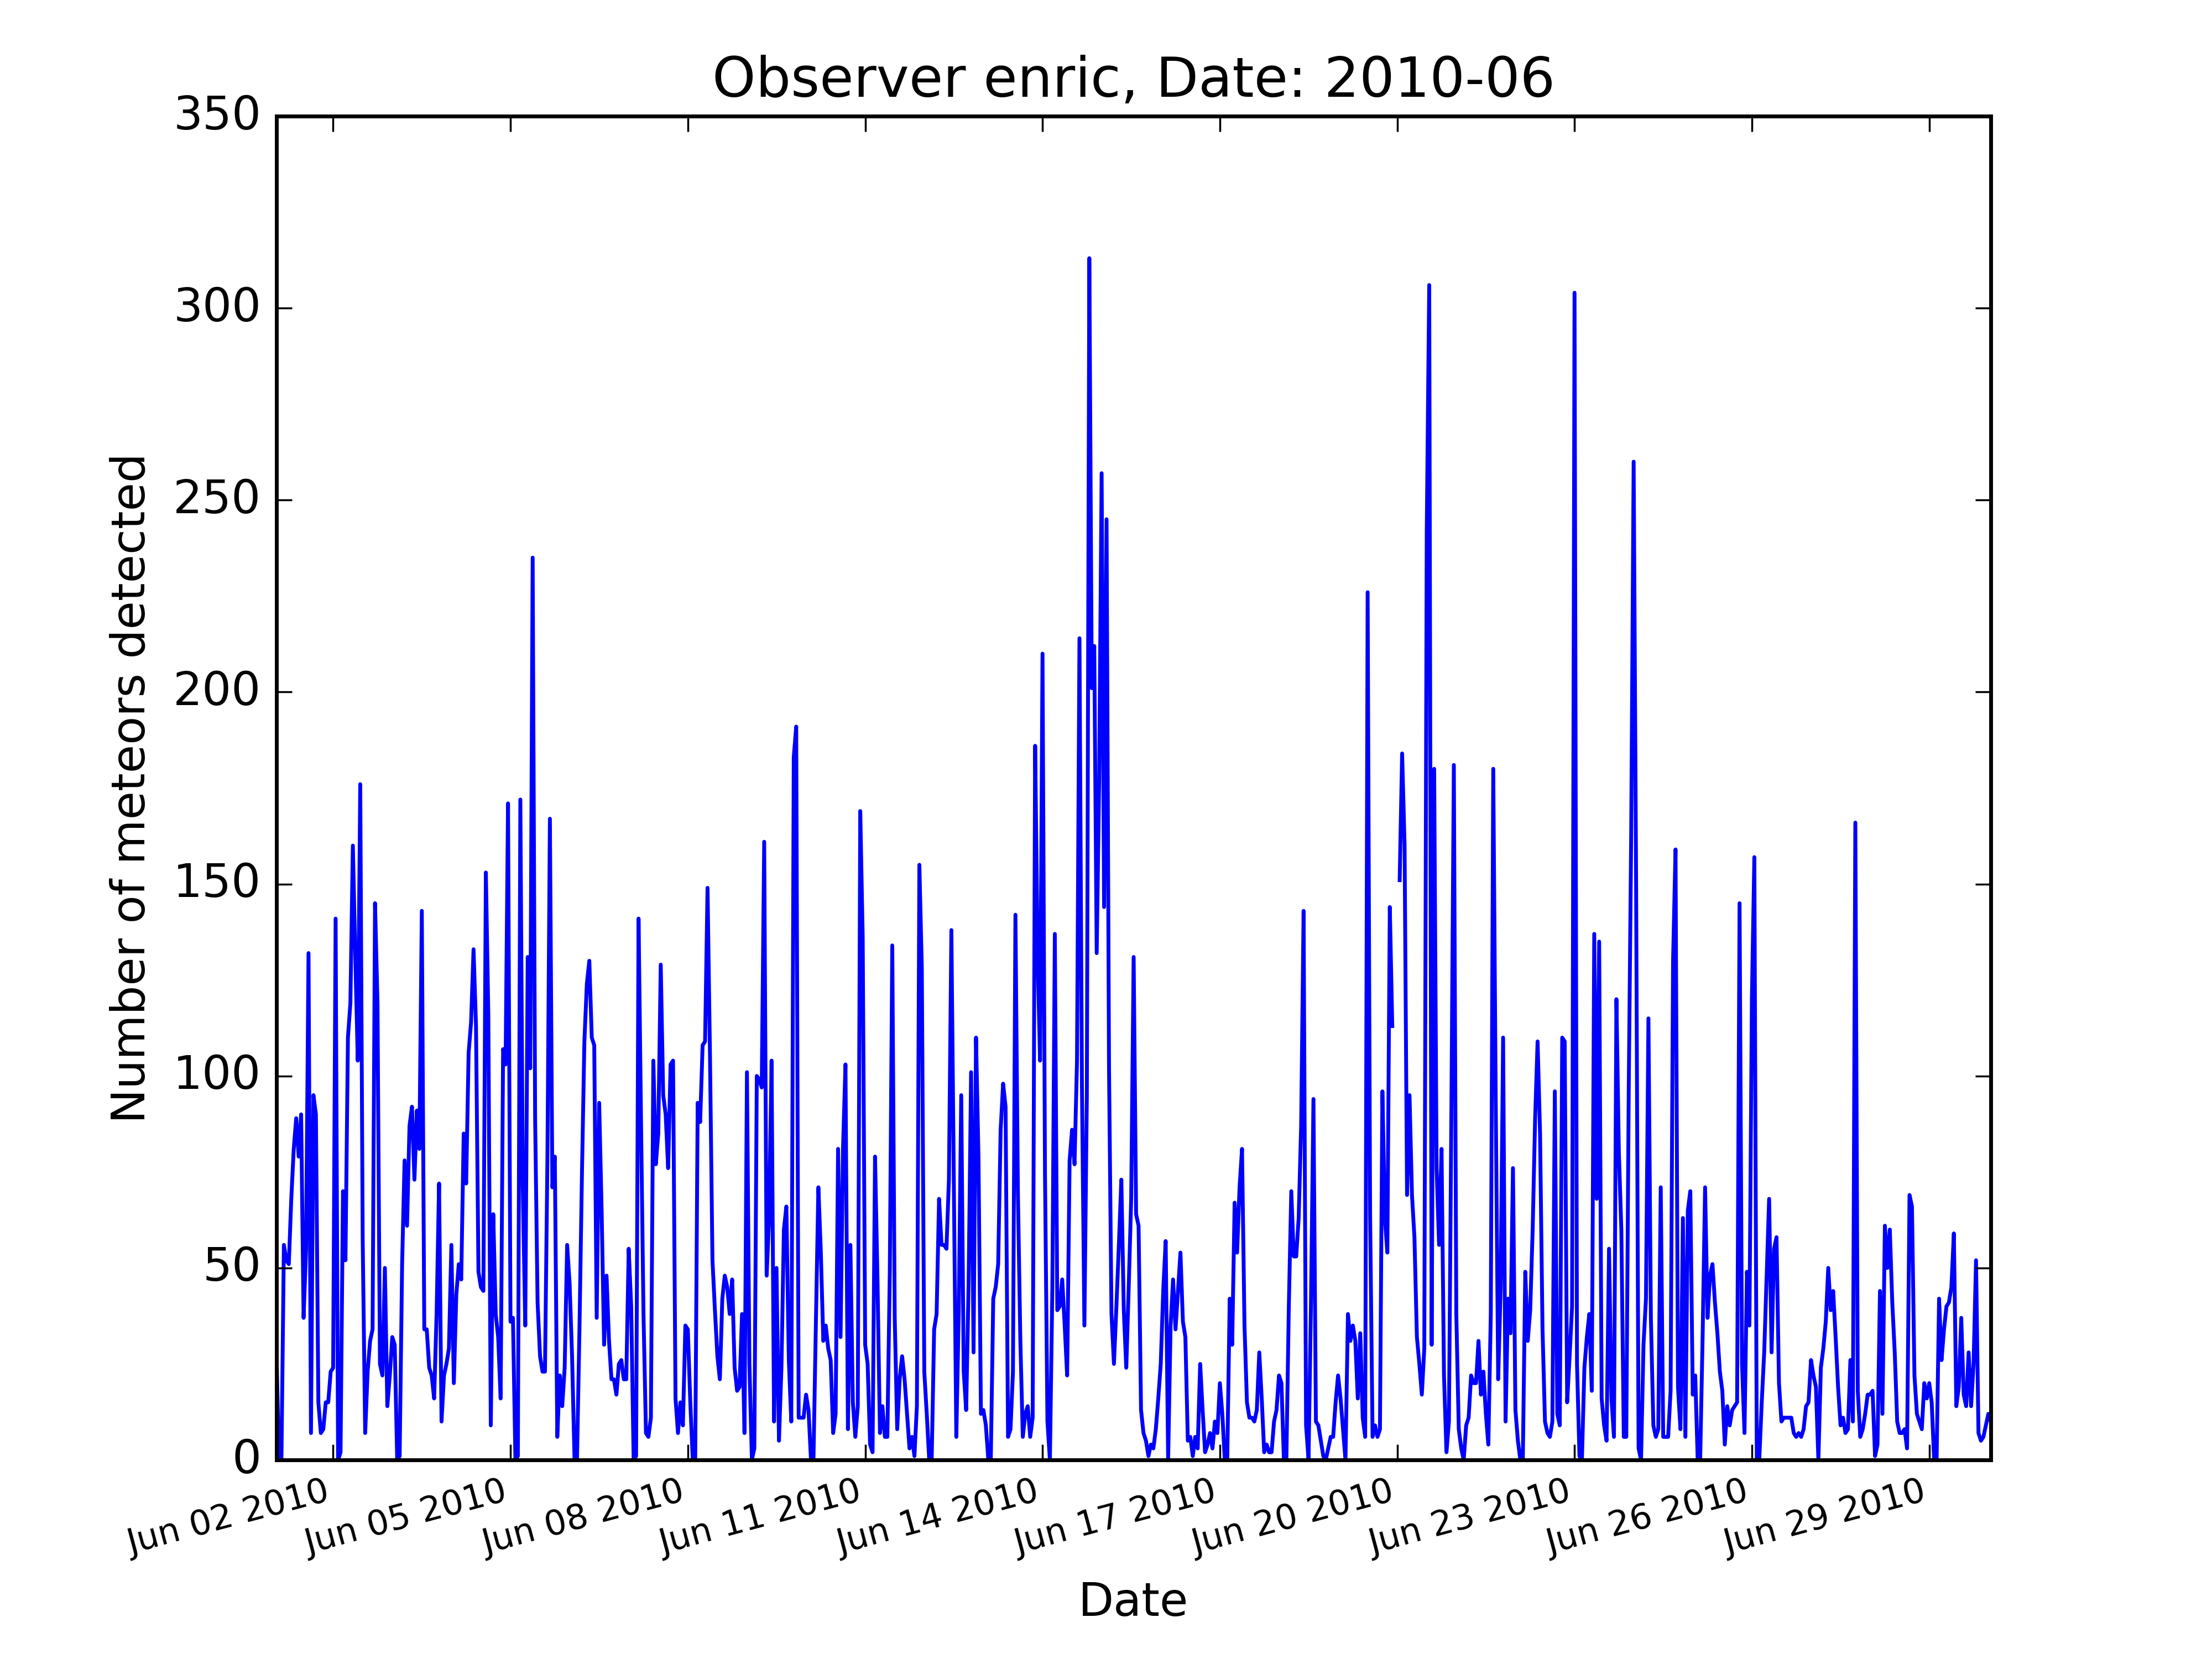 Observer enric, Date: 2010-06
350
300
250
200
150
100
50
0
Number of meteors detected
Jun 02 2010
Jun 05 2010
Jun 08 2010
Jun 11 2010
Jun 14 2010
Jun 17 2010
Jun 20 2010
Jun 23 2010
Jun 26 2010
Jun 29 2010
Date